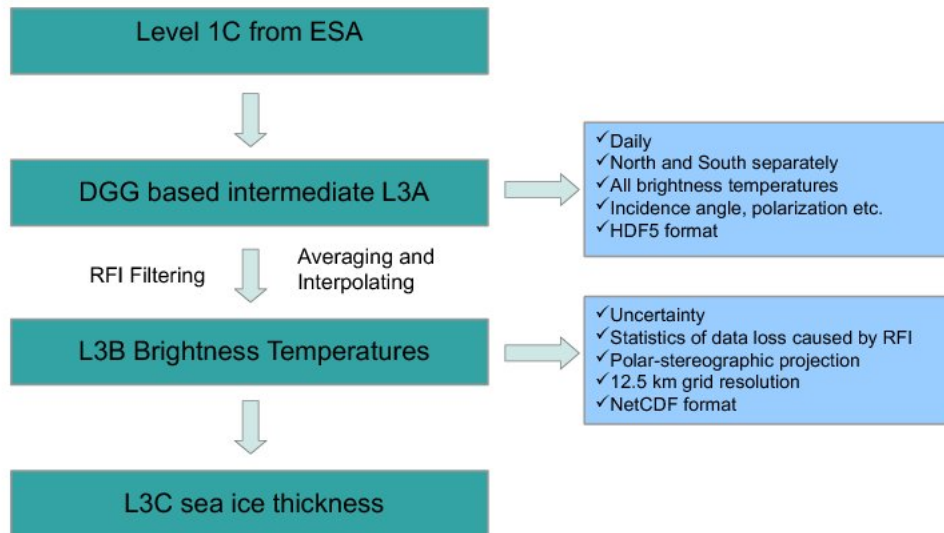 Level 1C from ESA
DGG based intermediate L3A
✓Daily
✓North and South separately
✓All brightness temperatures
✓Incidence angle, polarization etc.
✓HDF5 format
RFI Filtering
Averaging and
Interpolating
L3B Brightness Temperatures
✓Uncertainty
✓Statistics of data loss caused by RFI
✓Polar-stereographic projection
✓12.5 km grid resolution
✓NetCDF format
L3C sea ice thickness